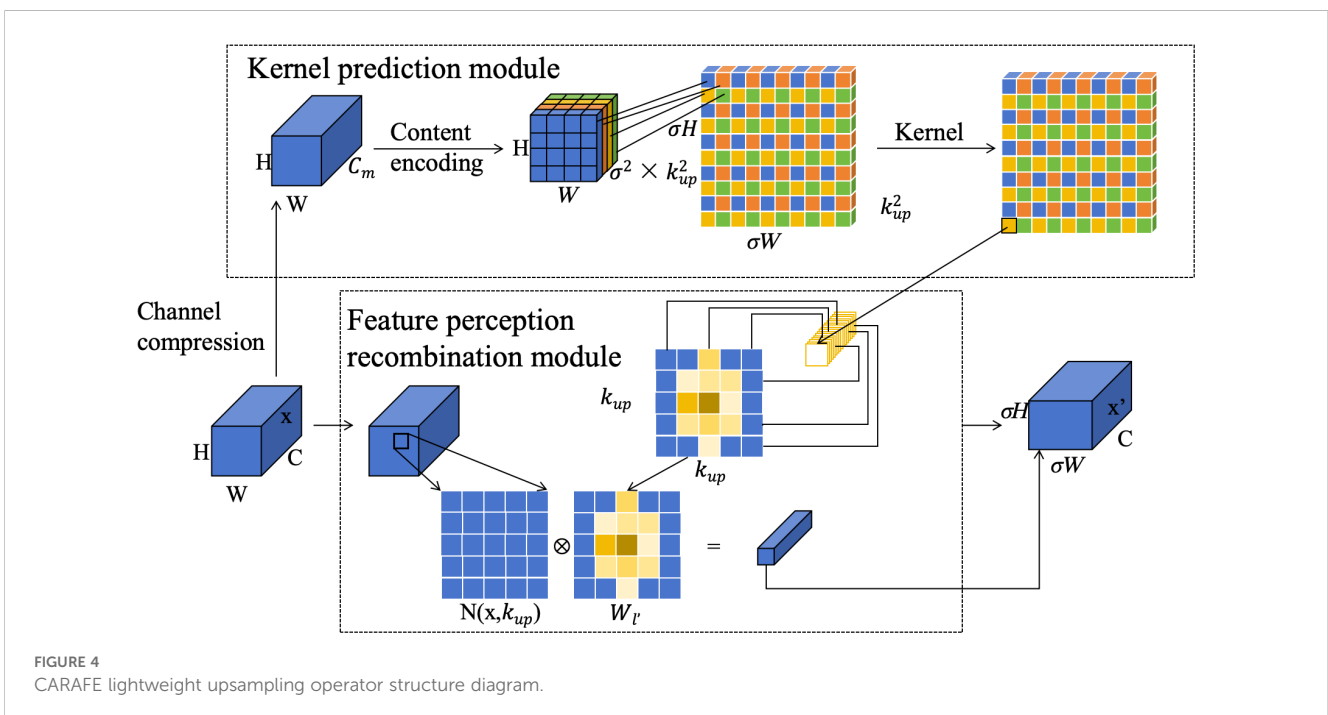 Kernel prediction module
H
W
C_m
Content
encoding
H
W
σ² × k²_up
σH
σW
Kernel
k²_up
Channel
compression
Feature perception
recombination module
H
W
C
x
k_up
k_up
N(x,k_up)
⊗
W_l'
=
σH
σW
x'
C
FIGURE 4
CARAFE lightweight upsampling operator structure diagram.